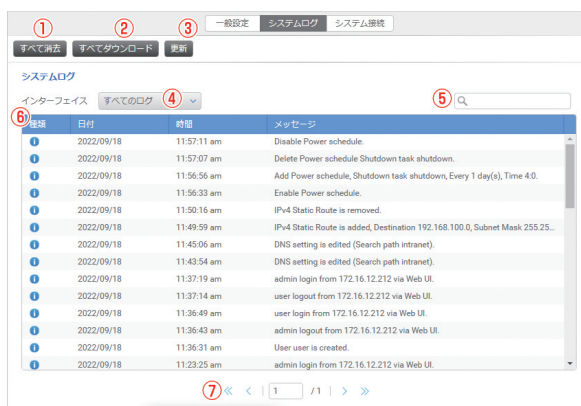 一般設定 システムログ システム接続
① ② ③
すべて消去 すべてダウンロード 更新
システムログ
インターフェイス すべてのログ ④ ⑤
⑥
種類 日付 時間 メッセージ
2022/09/18 11:57:11 am Disable Power schedule.
2022/09/18 11:57:07 am Delete Power schedule Shutdown task shutdown.
2022/09/18 11:56:56 am Add Power schedule, Shutdown task shutdown, Every 1 day(s), Time 4:0.
2022/09/18 11:56:33 am Enable Power schedule.
2022/09/18 11:50:16 am IPv4 Static Route is removed.
2022/09/18 11:49:59 am IPv4 Static Route is added, Destination 192.168.100.0, Subnet Mask 255.25...
2022/09/18 11:45:06 am DNS setting is edited (Search path intranet).
2022/09/18 11:43:54 am DNS setting is edited (Search path intranet).
2022/09/18 11:37:19 am admin login from 172.16.12.212 via Web UI.
2022/09/18 11:37:14 am user logout from 172.16.12.212 via Web UI.
2022/09/18 11:36:49 am user login from 172.16.12.212 via Web UI.
2022/09/18 11:36:43 am admin logout from 172.16.12.212 via Web UI.
2022/09/18 11:36:31 am User user is created.
2022/09/18 11:23:25 am admin login from 172.16.12.212 via Web UI.
⑦ « < | 1 / 1 | > »